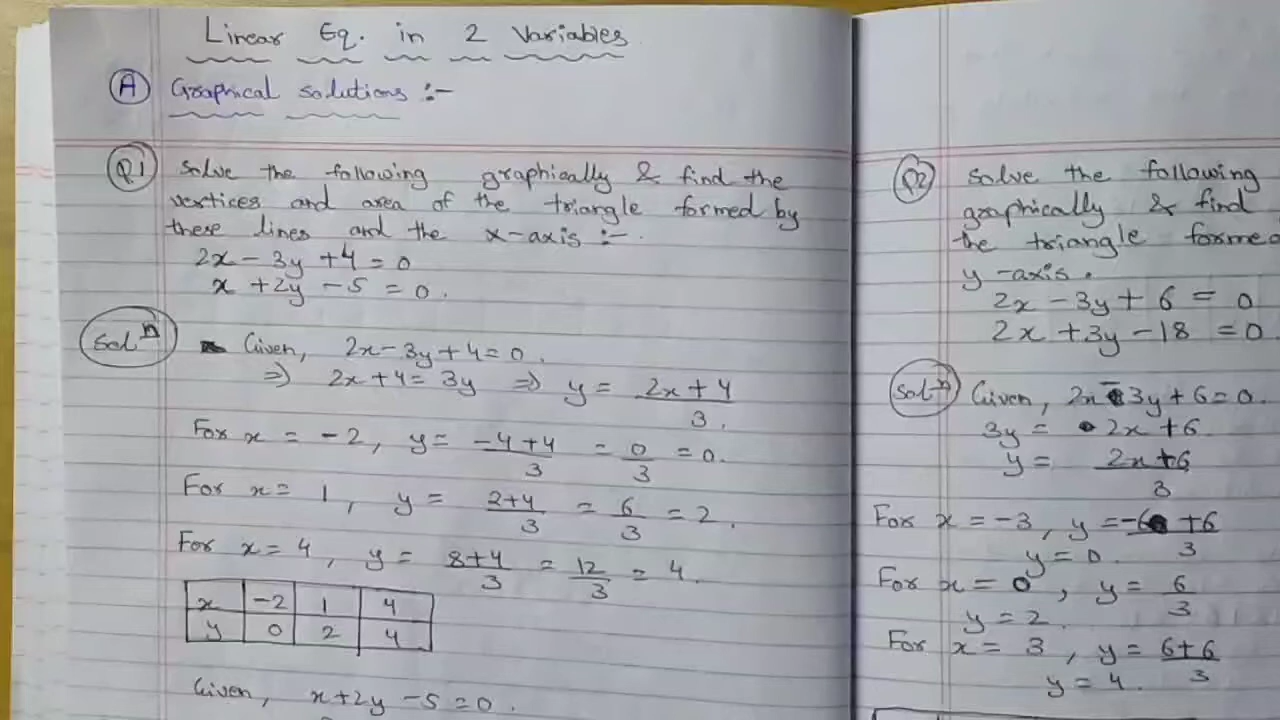 Linear Eq. in 2 Variables
A Graphical solutions :-
Q1 Solve the following graphically & find the
vertices and area of the triangle formed by
these lines and the x-axis :-
2x - 3y + 4 = 0
x + 2y - 5 = 0.
Solⁿ Given, 2x - 3y + 4 = 0.
⇒ 2x + 4 = 3y ⇒ y = (2x + 4)/3.
For x = -2, y = (-4+4)/3 = 0/3 = 0.
For x = 1, y = (2+4)/3 = 6/3 = 2.
For x = 4, y = (8+4)/3 = 12/3 = 4.
x -2 1 4
y 0 2 4
Given, x + 2y - 5 = 0.
Q2 Solve the following
graphically & find
the triangle formed
y-axis.
2x - 3y + 6 = 0
2x + 3y - 18 = 0.
Solⁿ Given, 2x - 3y + 6 = 0.
3y = 2x + 6
y = (2x + 6)/3
For x = -3, y = (-6 + 6)/3
y = 0.
For x = 0, y = 6/3
y = 2.
For x = 3, y = (6+6)/3
y = 4.